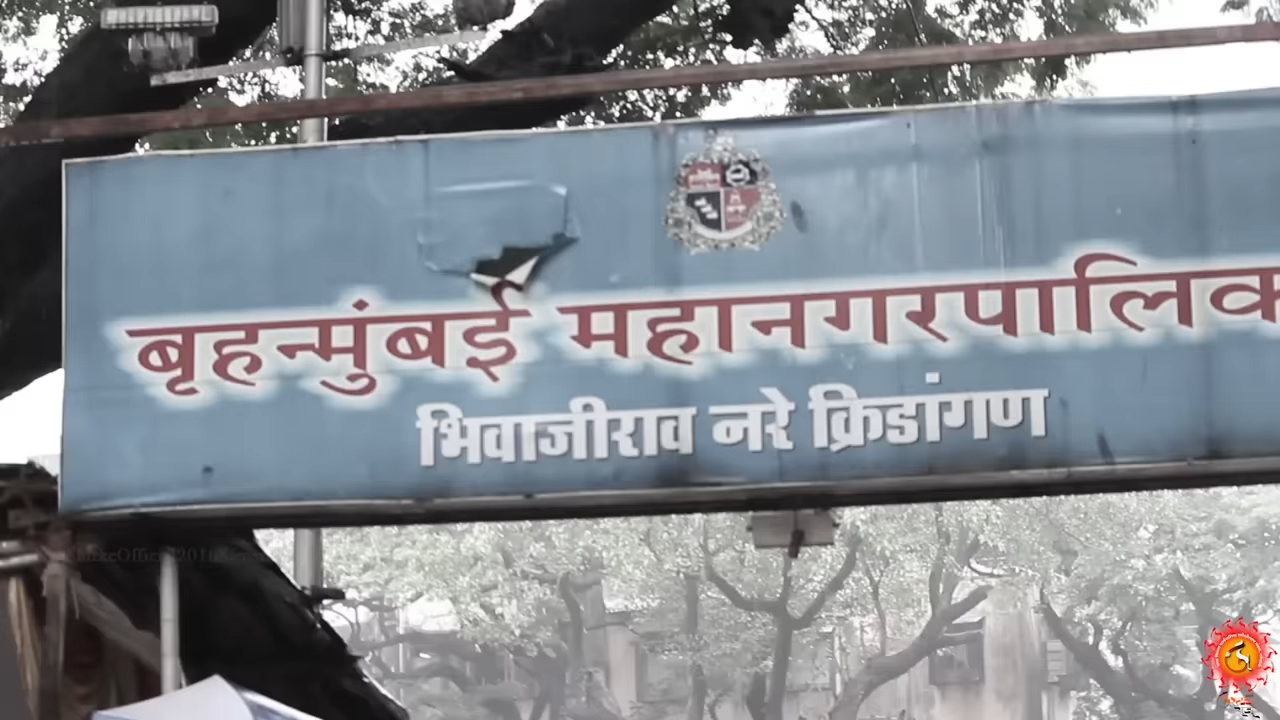 बृहन्मुंबई महानगरपालिक
भिवाजीराव नरे क्रिडांगण